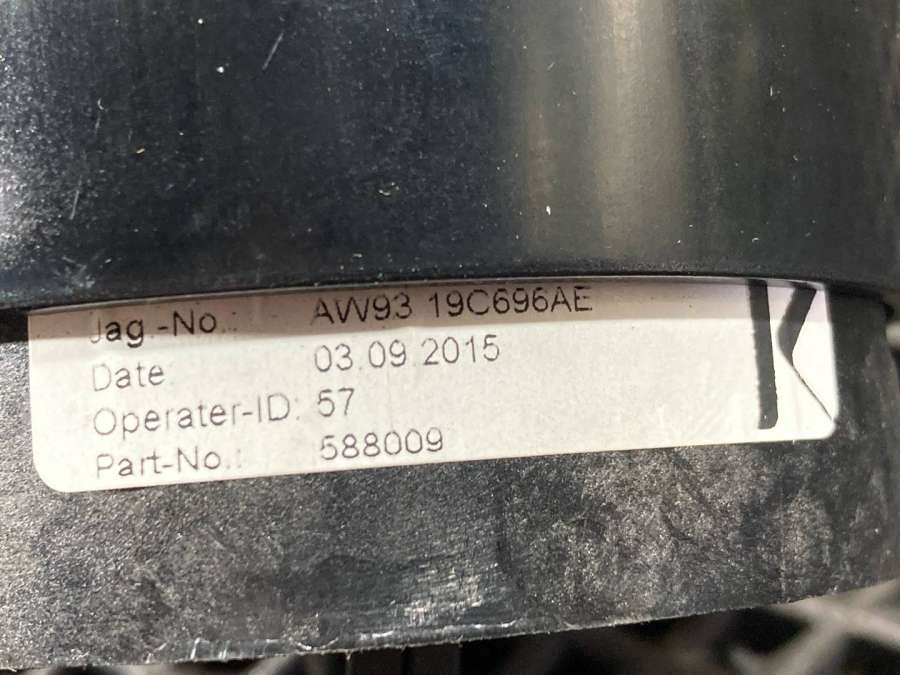 Jag.-No.: AW93 19C696AE
Date: 03.09.2015
Operater-ID: 57
Part-No.: 588009
K